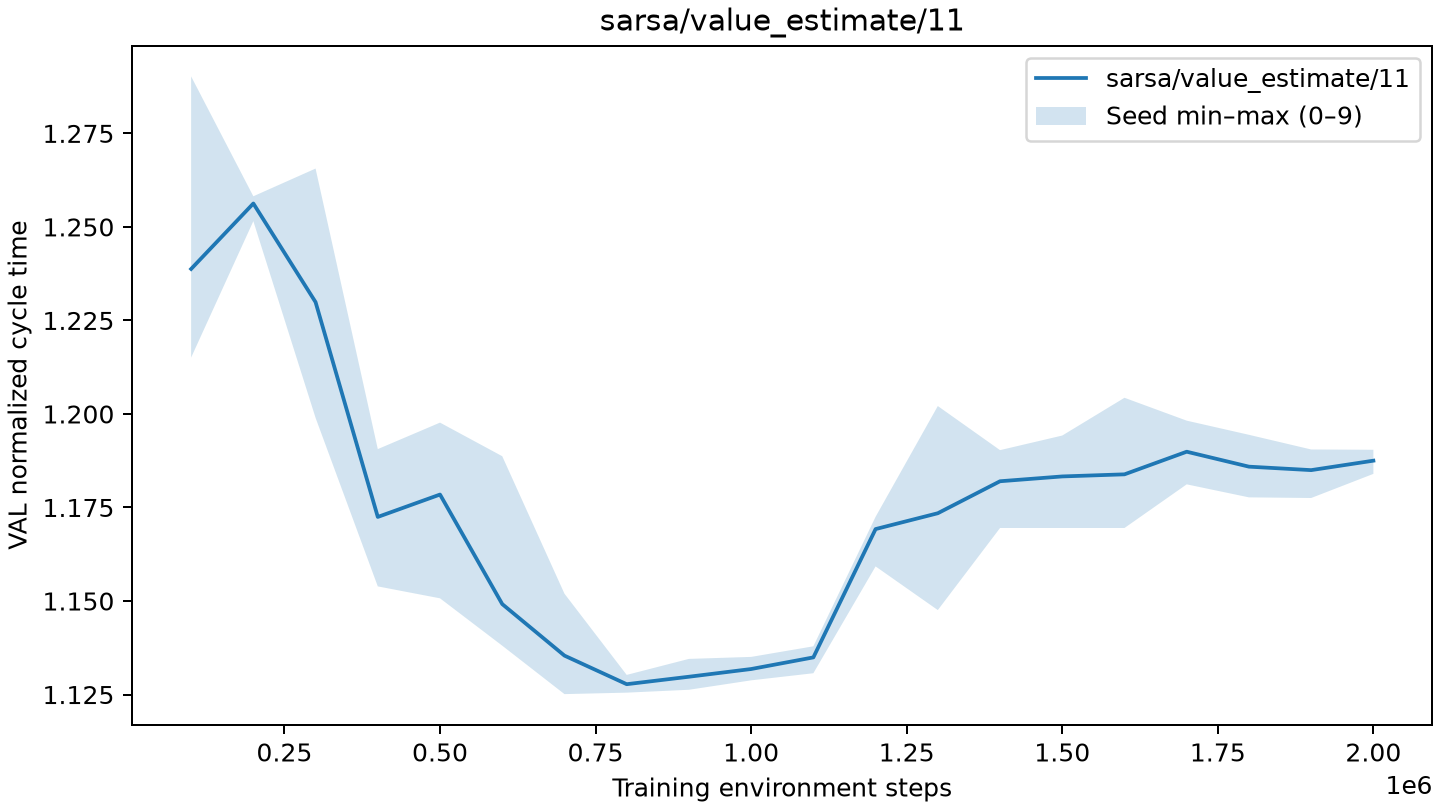 sarsa/value_estimate/11
sarsa/value_estimate/11
Seed min–max (0–9)
VAL normalized cycle time
1.275
1.250
1.225
1.200
1.175
1.150
1.125
0.25 0.50 0.75 1.00 1.25 1.50 1.75 2.00
1e6
Training environment steps